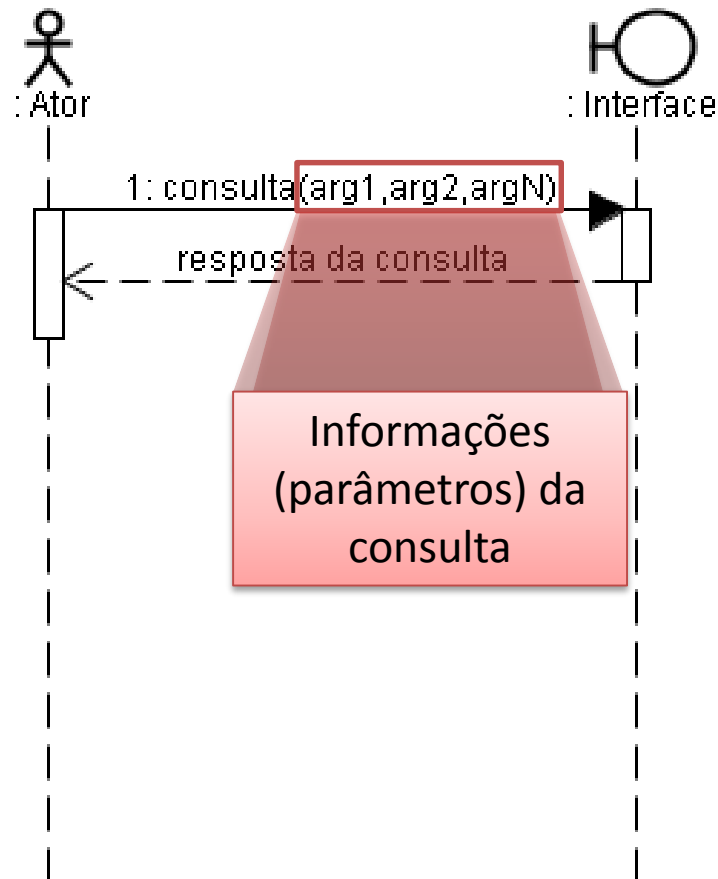 : Ator
: Interface
1: consulta(arg1,arg2,argN)
resposta da consulta
Informações
(parâmetros) da
consulta